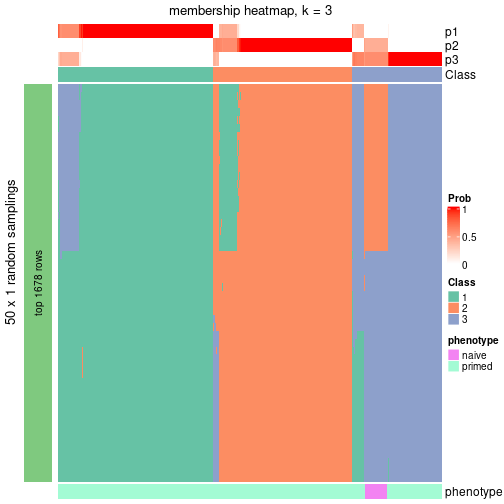 membership heatmap, k = 3
p1
p2
p3
Class
50 x 1 random samplings
top 1678 rows
Prob
1
0.5
0
Class
1
2
3
phenotype
naive
primed
phenotype